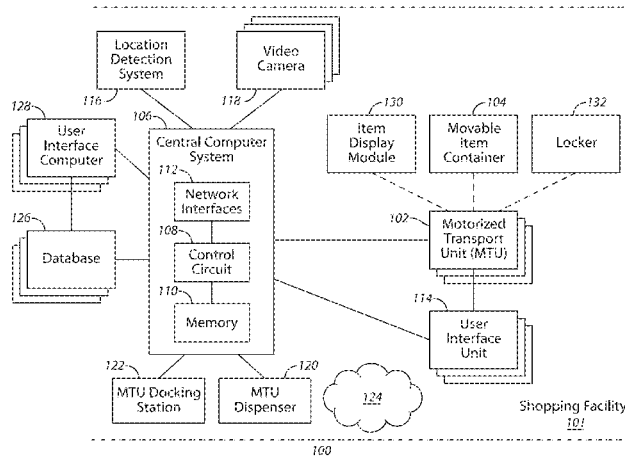 Location
Detection
System
116
Video
Camera
118
128
User
Interface
Computer
106
Central Computer
System
130
Item
Display
Module
104
Movable
Item
Container
132
Locker
112
Network
Interfaces
126
Database
108
Control
Circuit
102
Motorized
Transport
Unit (MTU)
110
Memory
114
User
Interface
Unit
122
MTU Docking
Station
120
MTU
Dispenser
124
Shopping Facility
101
100